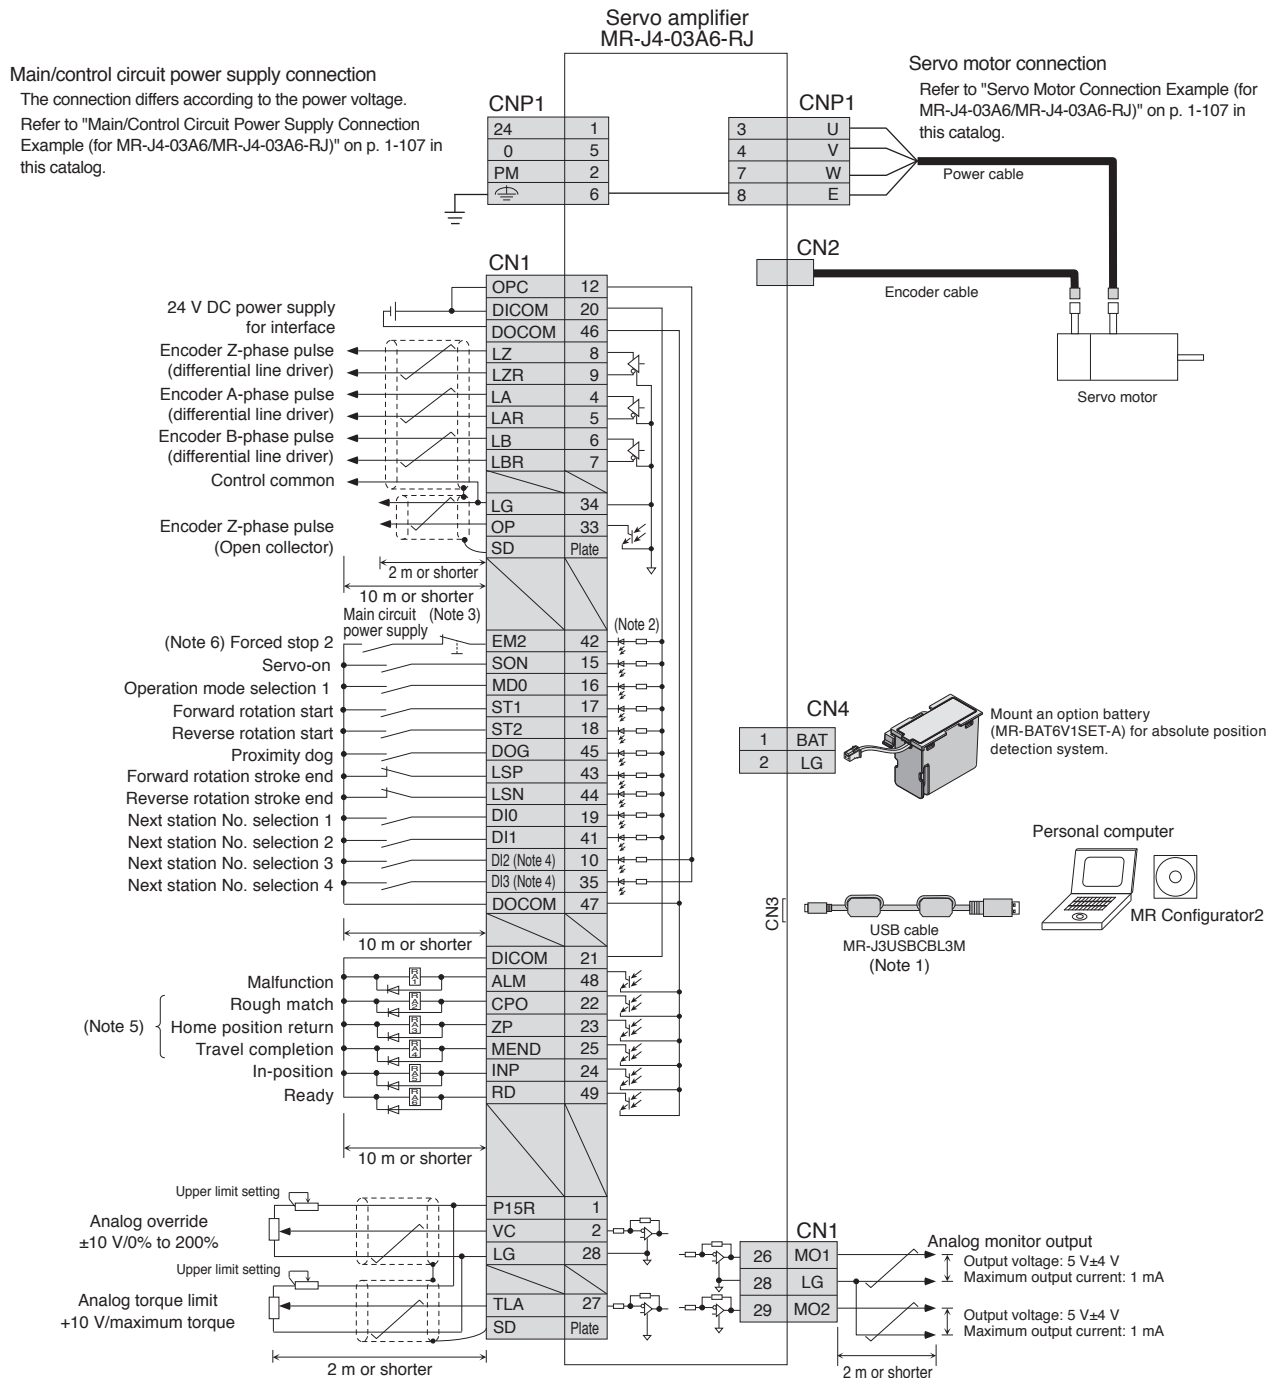 Servo amplifier
MR-J4-03A6-RJ
Main/control circuit power supply connection
The connection differs according to the power voltage.
Refer to "Main/Control Circuit Power Supply Connection
Example (for MR-J4-03A6/MR-J4-03A6-RJ)" on p. 1-107 in
this catalog.
Servo motor connection
Refer to "Servo Motor Connection Example (for
MR-J4-03A6/MR-J4-03A6-RJ)" on p. 1-107 in
this catalog.
CNP1
24 1
0 5
PM 2
6
CNP1
3 U
4 V
7 W
8 E
Power cable
CN2
Encoder cable
Servo motor
CN1
OPC 12
24 V DC power supply
for interface
DICOM 20
DOCOM 46
Encoder Z-phase pulse
(differential line driver)
LZ 8
LZR 9
Encoder A-phase pulse
(differential line driver)
LA 4
LAR 5
Encoder B-phase pulse
(differential line driver)
LB 6
LBR 7
Control common
LG 34
Encoder Z-phase pulse
(Open collector)
OP 33
SD Plate
2 m or shorter
10 m or shorter
Main circuit
power supply
(Note 3)
(Note 2)
(Note 6) Forced stop 2 EM2 42
Servo-on SON 15
Operation mode selection 1 MD0 16
Forward rotation start ST1 17
Reverse rotation start ST2 18
Proximity dog DOG 45
Forward rotation stroke end LSP 43
Reverse rotation stroke end LSN 44
Next station No. selection 1 DI0 19
Next station No. selection 2 DI1 41
Next station No. selection 3 DI2 (Note 4) 10
Next station No. selection 4 DI3 (Note 4) 35
DOCOM 47
10 m or shorter
DICOM 21
Malfunction RA1 ALM 48
Rough match RA2 CPO 22
(Note 5) Home position return RA3 ZP 23
Travel completion RA4 MEND 25
In-position RA5 INP 24
Ready RA6 RD 49
10 m or shorter
Upper limit setting
P15R 1
Analog override
±10 V/0% to 200%
VC 2
LG 28
Upper limit setting
Analog torque limit
+10 V/maximum torque
TLA 27
SD Plate
2 m or shorter
CN4
1 BAT
2 LG
Mount an option battery
(MR-BAT6V1SET-A) for absolute position
detection system.
Personal computer
MR Configurator2
CN3
USB cable
MR-J3USBCBL3M
(Note 1)
CN1
26 MO1
28 LG
29 MO2
Analog monitor output
Output voltage: 5 V±4 V
Maximum output current: 1 mA
Output voltage: 5 V±4 V
Maximum output current: 1 mA
2 m or shorter